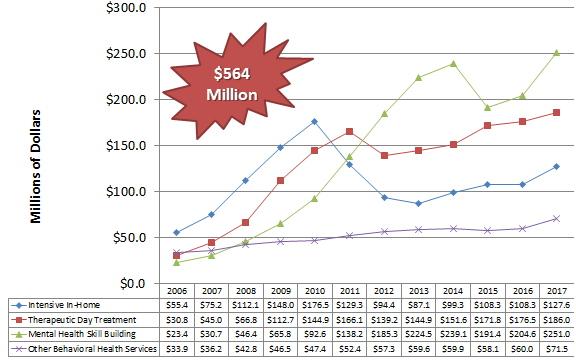 $300.0
$250.0
$200.0
$150.0
$100.0
$50.0
$0.0
Millions of Dollars
$564
Million
2006 2007 2008 2009 2010 2011 2012 2013 2014 2015 2016 2017
Intensive In-Home $55.4 $75.2 $112.1 $148.0 $176.5 $129.3 $94.4 $87.1 $99.3 $108.3 $108.3 $127.6
Therapeutic Day Treatment $30.8 $45.0 $66.8 $112.7 $144.9 $166.1 $139.2 $144.9 $151.6 $171.8 $176.5 $186.0
Mental Health Skill Building $23.4 $30.7 $46.4 $65.8 $92.6 $138.2 $185.3 $224.5 $239.1 $191.4 $204.6 $251.0
Other Behavioral Health Services $33.9 $36.2 $42.8 $46.5 $47.4 $52.4 $57.3 $59.6 $59.9 $58.1 $60.0 $71.5